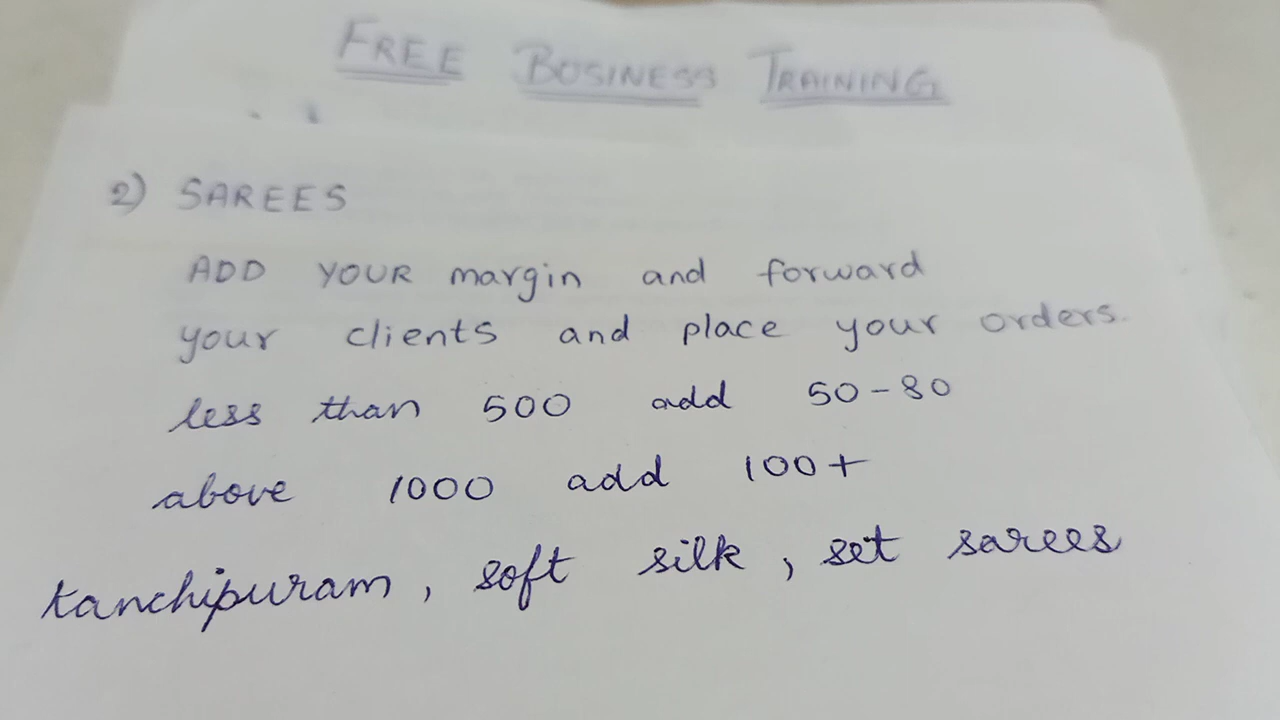 FREE BUSINESS TRAINING
2) SAREES
ADD YOUR margin and forward
your clients and place your orders.
less than 500 add 50-80
above 1000 add 100+
kanchipuram, soft silk, set sarees